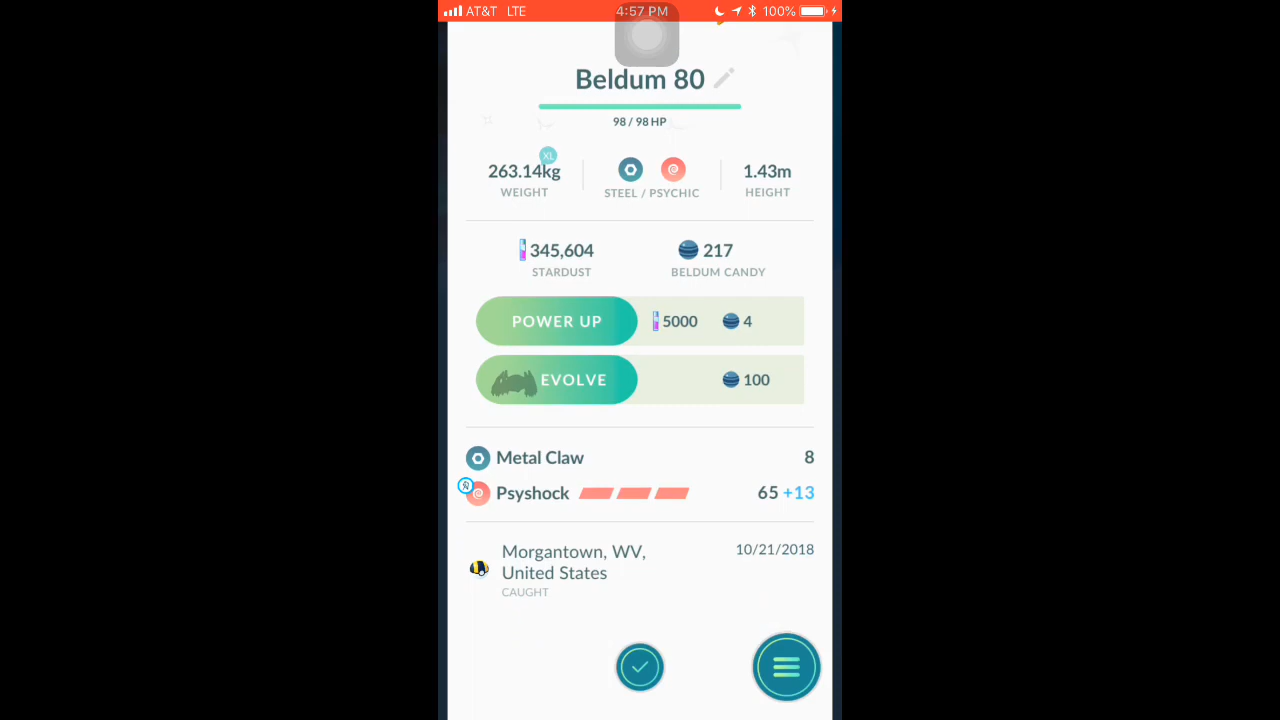 AT&T LTE 4:57 PM 100%
Beldum 80
98 / 98 HP
XL
263.14kg 1.43m
WEIGHT STEEL / PSYCHIC HEIGHT
345,604 217
STARDUST BELDUM CANDY
POWER UP 5000 4
EVOLVE 100
Metal Claw 8
Psyshock 65 +13
Morgantown, WV, 10/21/2018
United States
CAUGHT